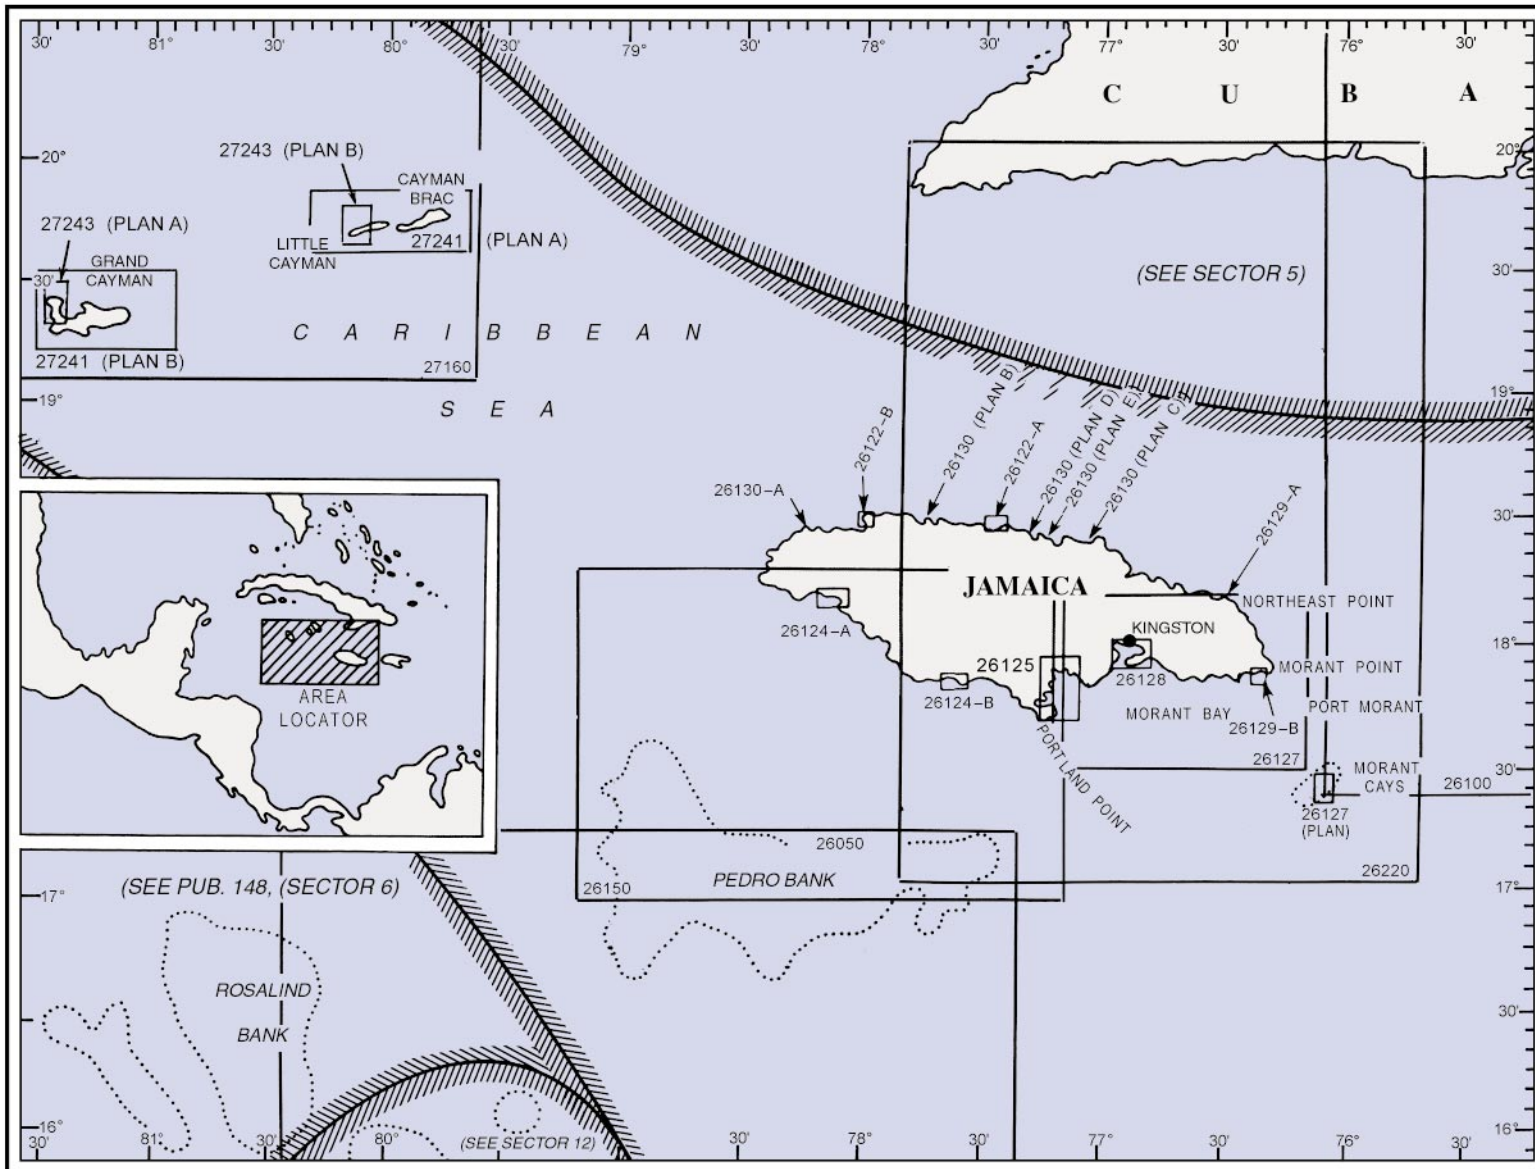 30' 81° 30' 80° 30' 79° 30' 78° 30' 77° 30' 76° 30'
C U B A
20° 20°
27243 (PLAN B)
CAYMAN
BRAC
27243 (PLAN A)
27241 (PLAN A)
LITTLE
CAYMAN
GRAND
CAYMAN
30' 30'
(SEE SECTOR 5)
C A R I B B E A N
27241 (PLAN B)
27160
19° 19°
S E A
26122-B
26130 (PLAN B)
26122-A
26130 (PLAN D)
26130 (PLAN E)
26130 (PLAN C)
26130-A
26129-A
30'
JAMAICA
NORTHEAST POINT
26124-A
KINGSTON
18°
26125
26128
MORANT POINT
26124-B
MORANT BAY
PORT MORANT
26129-B
PORTLAND POINT
26127
30'
MORANT
CAYS
26100
26127
(PLAN)
AREA
LOCATOR
26050
26220
(SEE PUB. 148, (SECTOR 6)
PEDRO BANK
26150
17° 17°
ROSALIND
BANK
30'
(SEE SECTOR 12)
16° 16°
30' 81° 30' 80° 30' 78° 30' 77° 30' 76° 30'